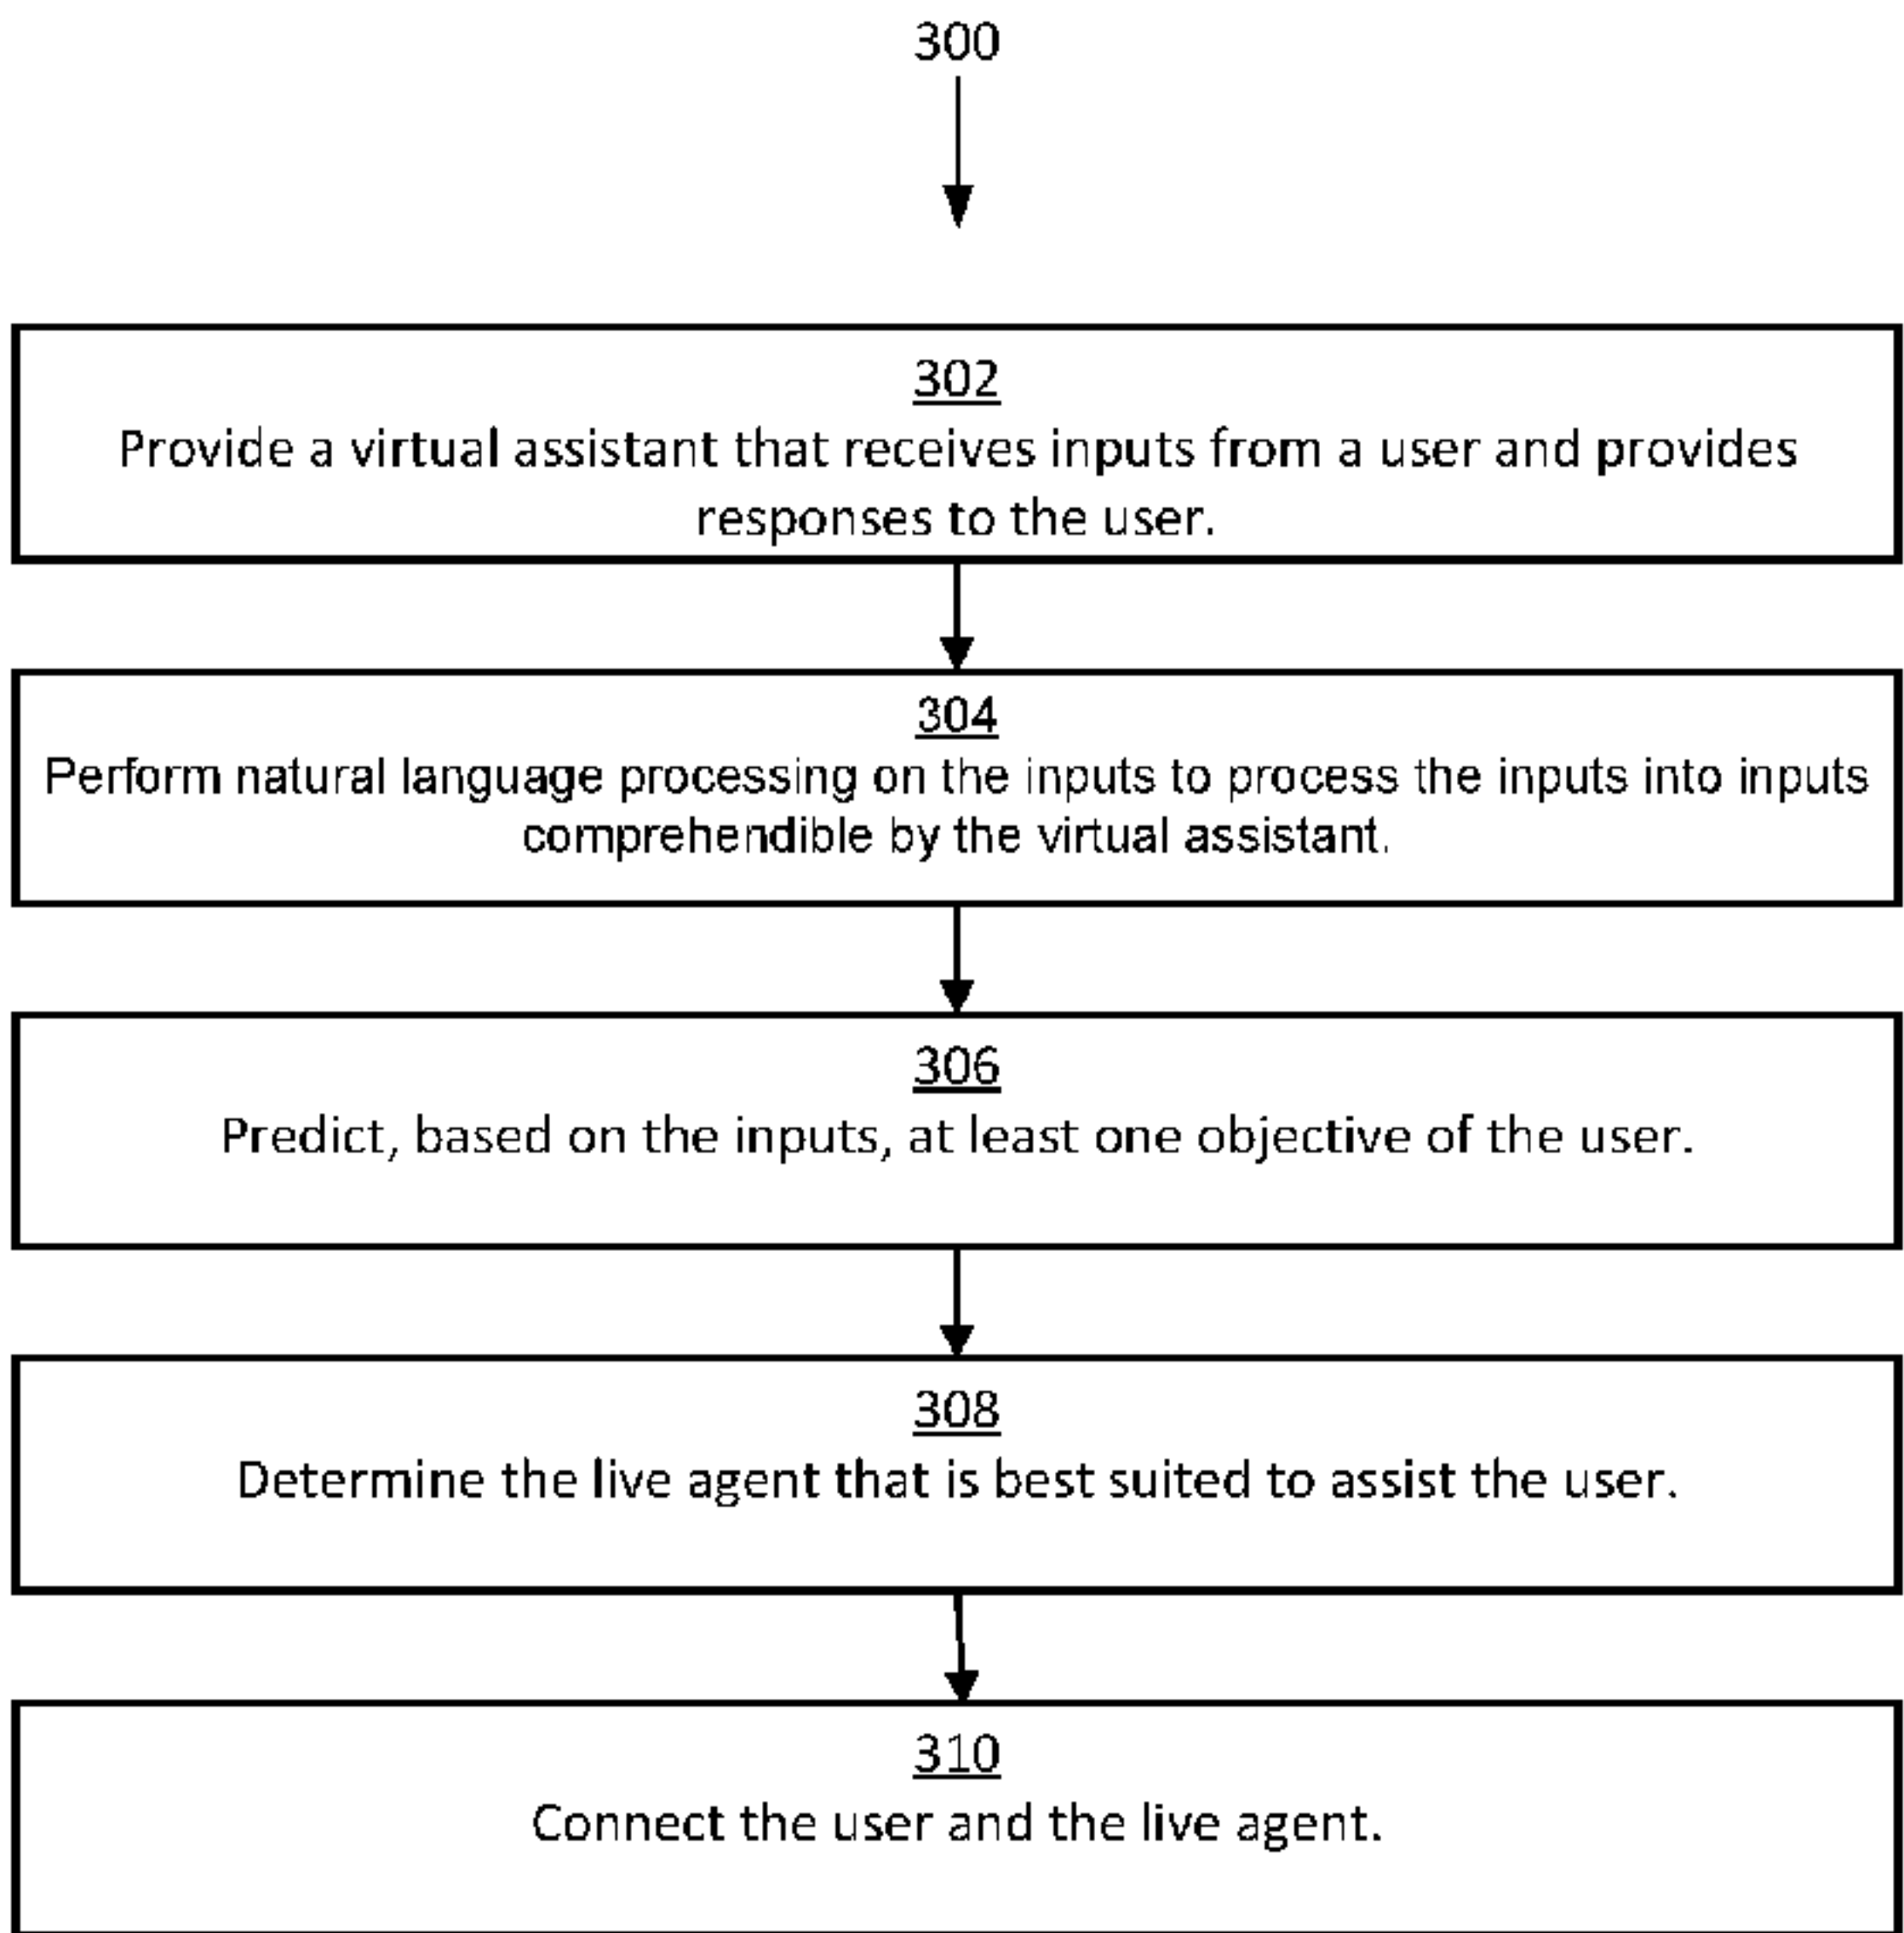 300
302
Provide a virtual assistant that receives inputs from a user and provides
responses to the user.
304
Perform natural language processing on the inputs to process the inputs into inputs
comprehendible by the virtual assistant.
306
Predict, based on the inputs, at least one objective of the user.
308
Determine the live agent that is best suited to assist the user.
310
Connect the user and the live agent.